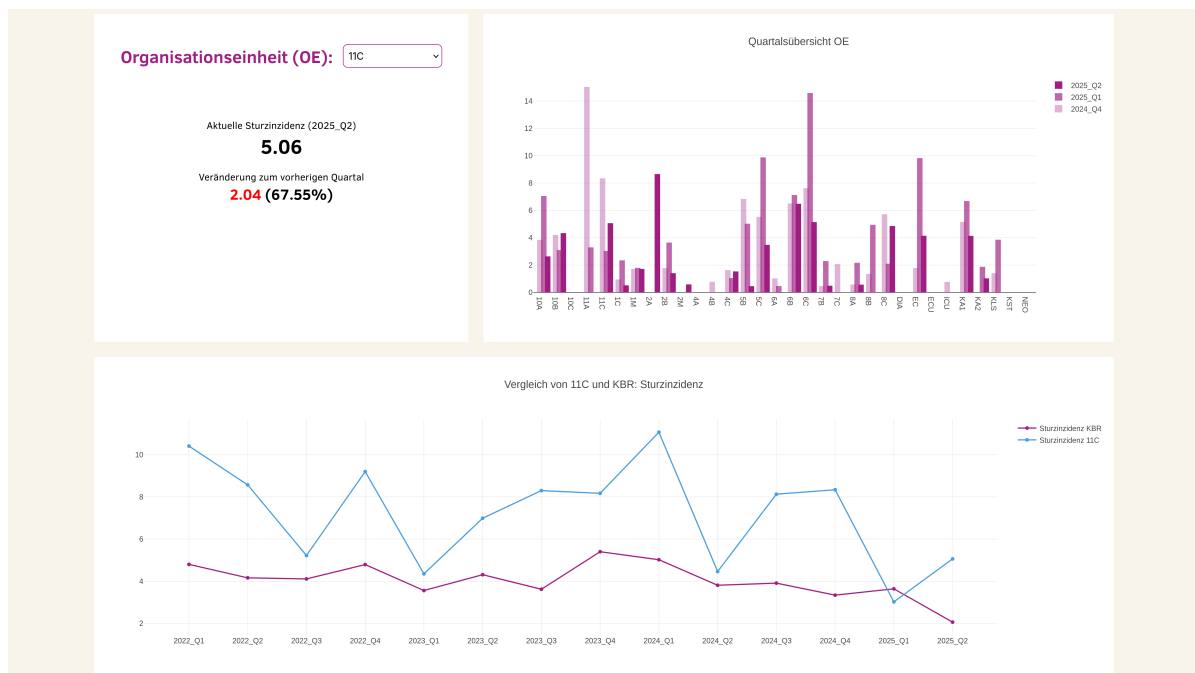 Organisationseinheit (OE): 11C
Aktuelle Sturzinzidenz (2025_Q2)
5.06
Veränderung zum vorherigen Quartal
2.04 (67.55%)
Quartalsübersicht OE
14
12
10
8
6
4
2
0
10A 10B 10C 11A 11C 1C 1M 2A 2B 2M 4A 4B 4C 5B 5C 6A 6B 6C 7B 7C 8A 8B 8C DIA EC ECU ICU KA1 KA2 KLS KST NEO
2025_Q2
2025_Q1
2024_Q4
Vergleich von 11C und KBR: Sturzinzidenz
10
8
6
4
2
2022_Q1 2022_Q2 2022_Q3 2022_Q4 2023_Q1 2023_Q2 2023_Q3 2023_Q4 2024_Q1 2024_Q2 2024_Q3 2024_Q4 2025_Q1 2025_Q2
Sturzinzidenz KBR
Sturzinzidenz 11C